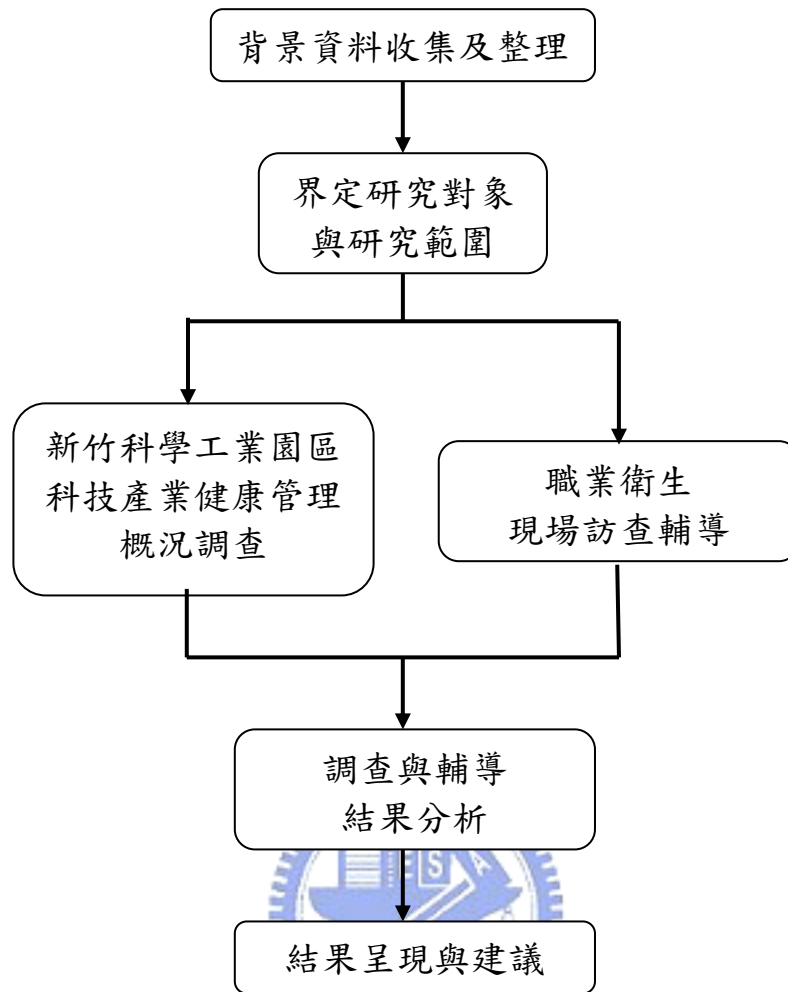 背景資料收集及整理
界定研究對象
與研究範圍
新竹科學工業園區
科技產業健康管理
概況調查
職業衛生
現場訪查輔導
調查與輔導
結果分析
結果呈現與建議